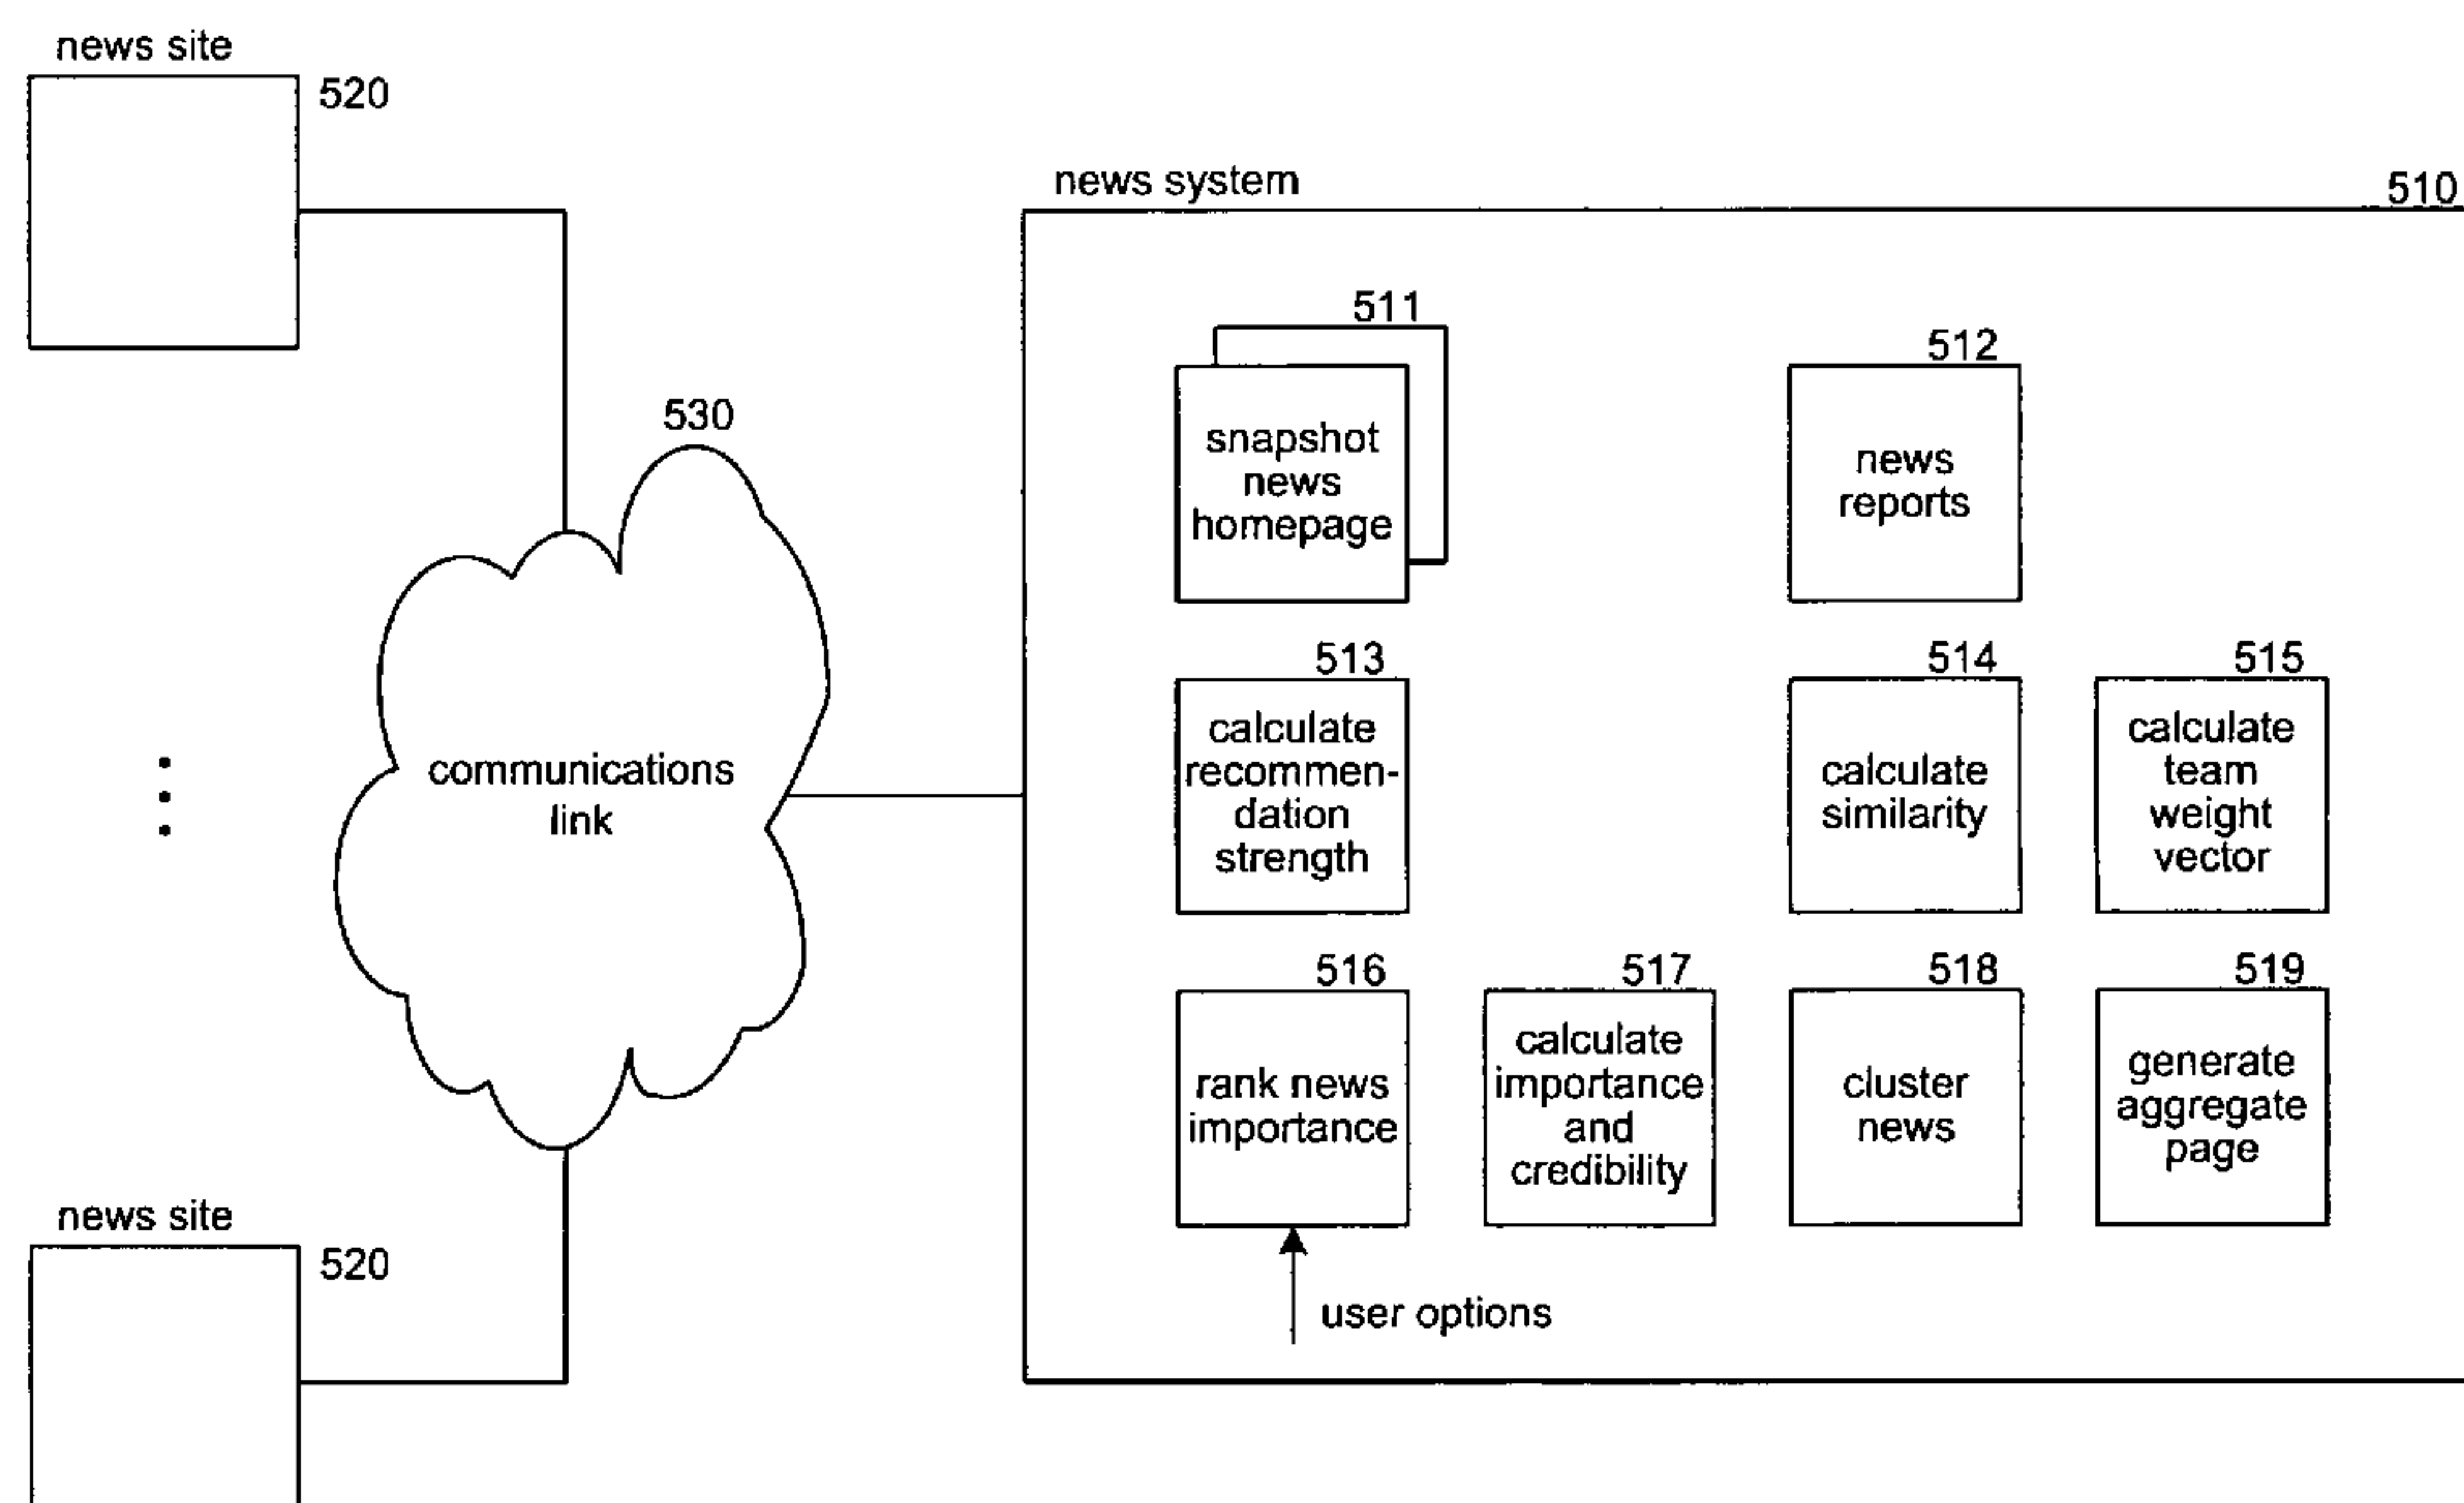 news site
520
news system
510
511
snapshot
news
homepage
512
news
reports
530
communications
link
513
calculate
recommen-
dation
strength
514
calculate
similarity
515
calculate
team
weight
vector
516
rank news
importance
517
calculate
importance
and
credibility
518
cluster
news
519
generate
aggregate
page
user options
news site
520